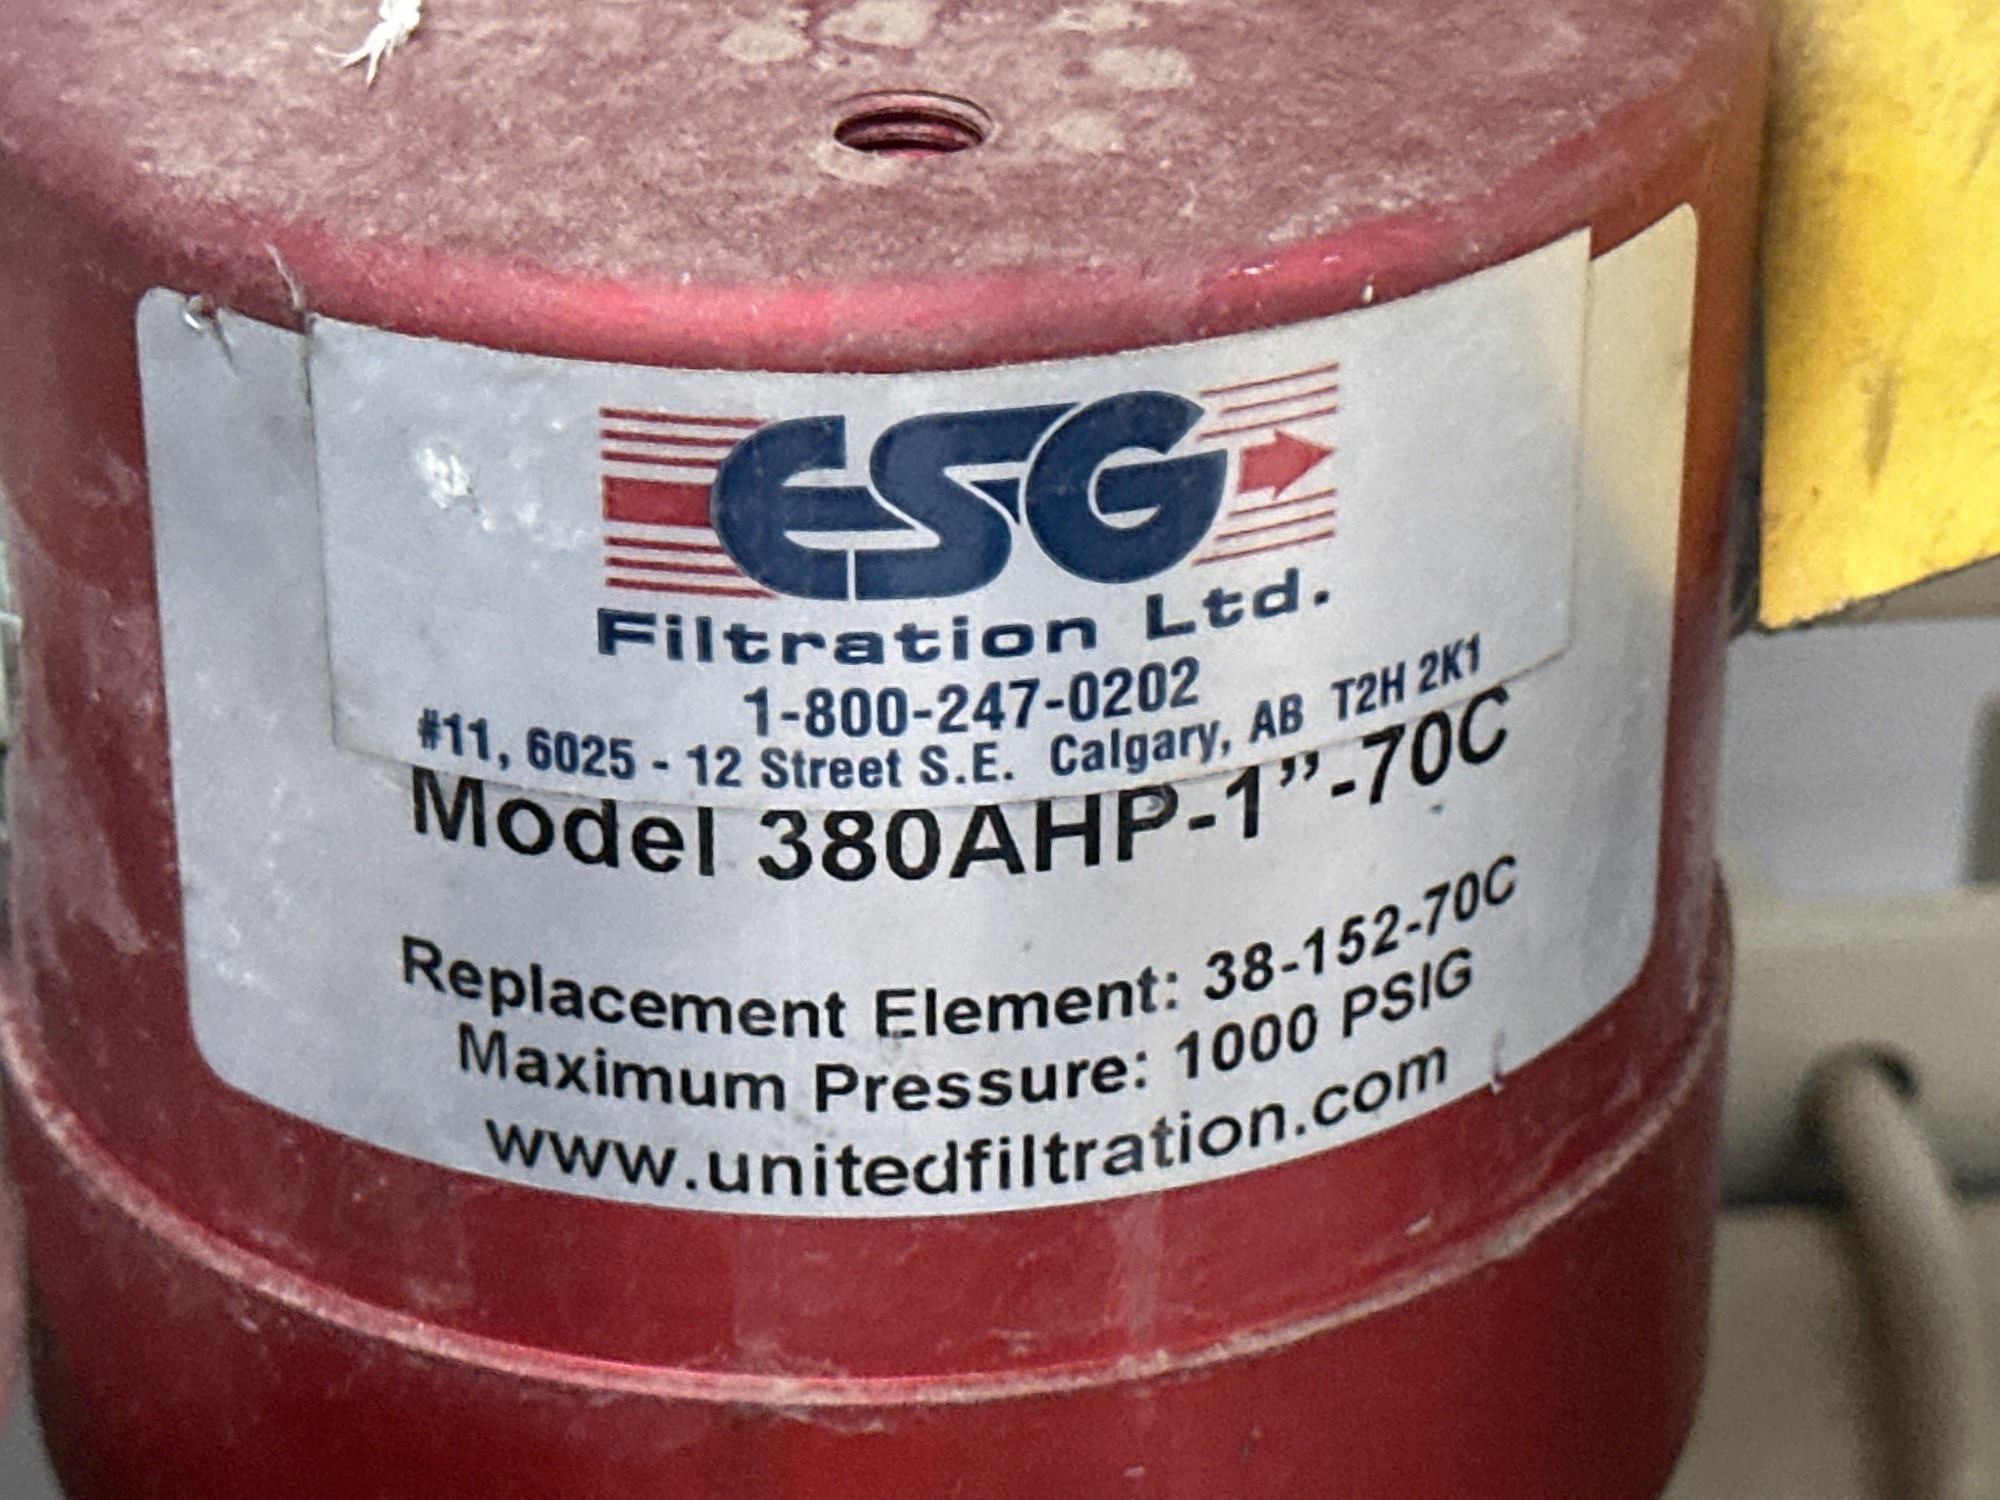 ESG
Filtration Ltd.
1-800-247-0202
#11, 6025 - 12 Street S.E. Calgary, AB T2H 2K1
Model 380AHP-1”-70C
Replacement Element: 38-152-70C
Maximum Pressure: 1000 PSIG
www.unitedfiltration.com